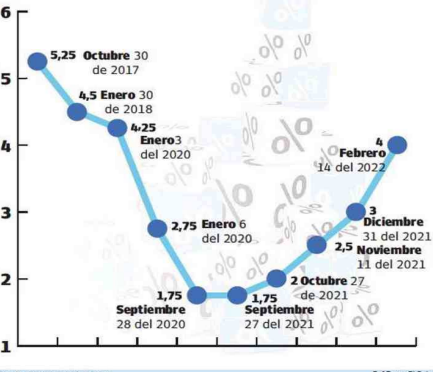 6
5
4
3
2
1
5,25 Octubre 30
de 2017
4,5 Enero 30
de 2018
4,25
Enero3
del 2020
2,75 Enero 6
del 2020
1,75
Septiembre
28 del 2020
1,75
Septiembre
27 del 2021
2 Octubre 27
de 2021
2,5 Noviembre
11 del 2021
3
Diciembre
31 del 2021
4
Febrero
14 del 2022